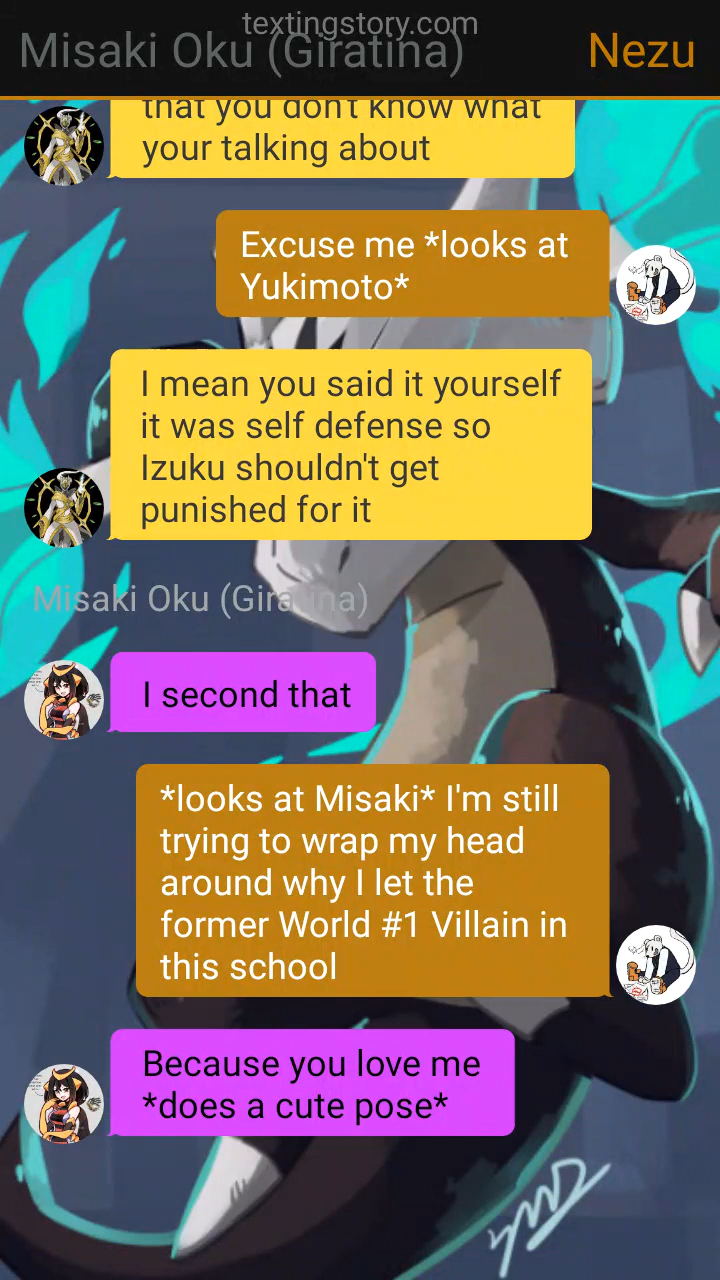 textingstory.com
Misaki Oku (Giratina)
Nezu
that you don't know what
your talking about
Excuse me *looks at
Yukimoto*
I mean you said it yourself
it was self defense so
Izuku shouldn't get
punished for it
Misaki Oku (Giratina)
I second that
*looks at Misaki* I'm still
trying to wrap my head
around why I let the
former World #1 Villain in
this school
Because you love me
*does a cute pose*